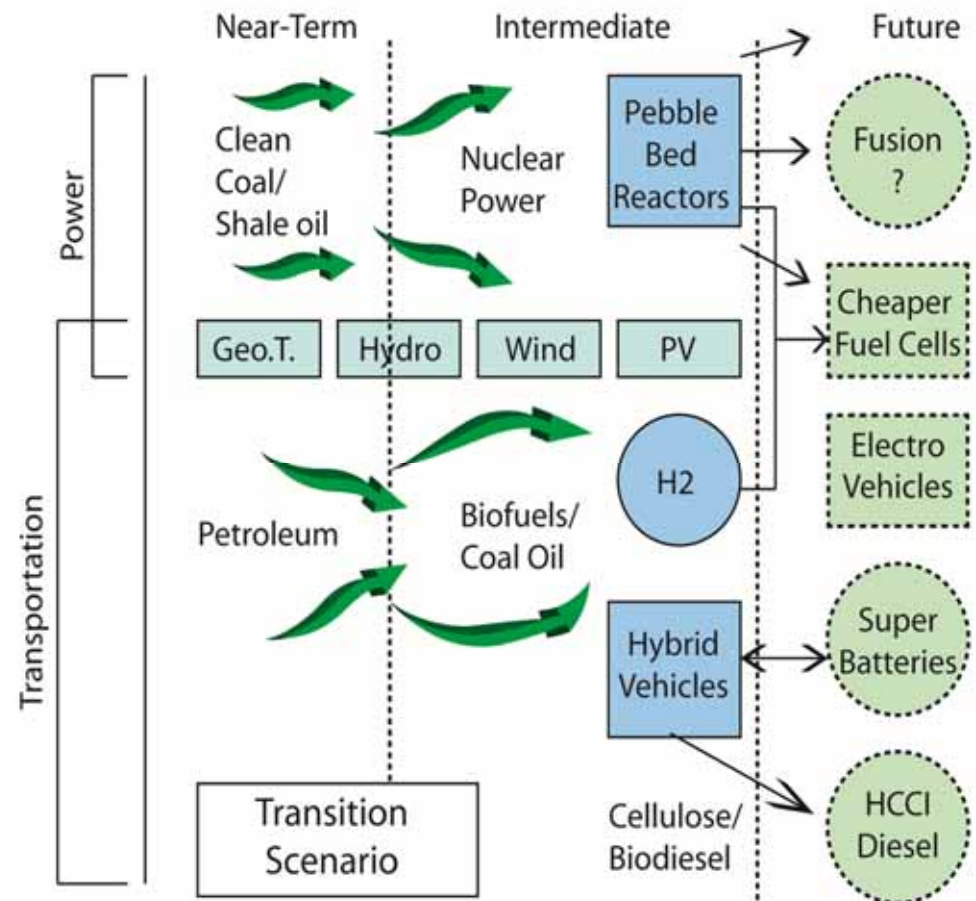 Near-Term
Intermediate
Future
Power
Clean
Coal/
Shale oil
Nuclear
Power
Pebble
Bed
Reactors
Fusion
?
Geo.T.
Hydro
Wind
PV
Cheaper
Fuel Cells
Transportation
Petroleum
Biofuels/
Coal Oil
H2
Electro
Vehicles
Hybrid
Vehicles
Super
Batteries
Transition
Scenario
Cellulose/
Biodiesel
HCCI
Diesel